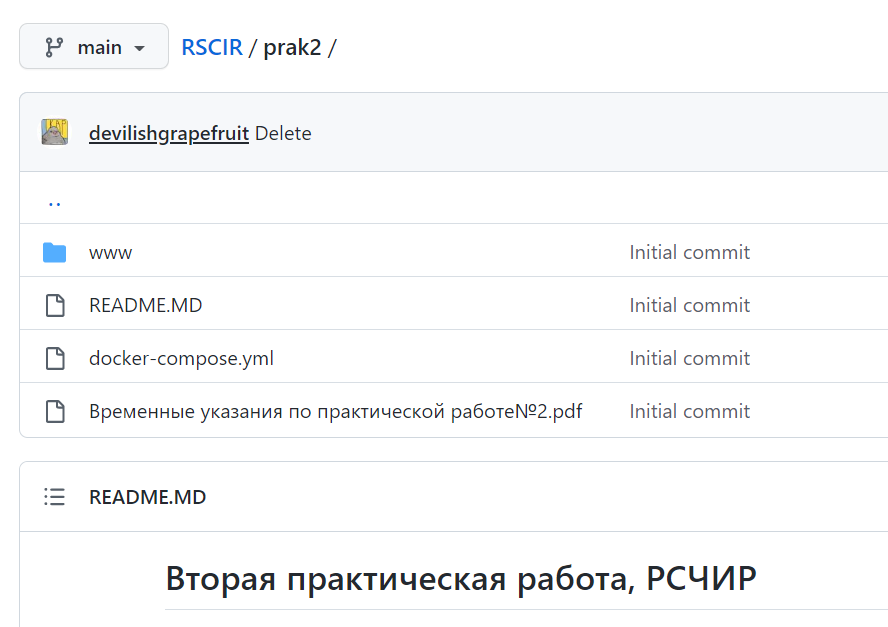 main
RSCIR / prak2 /
devilishgrapefruit Delete
..
www Initial commit
README.MD Initial commit
docker-compose.yml Initial commit
Временные указания по практической работе№2.pdf Initial commit
README.MD
Вторая практическая работа, РСЧИР